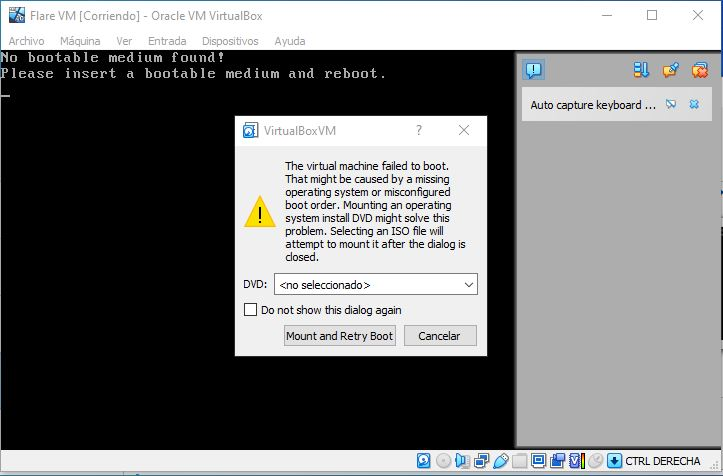 Flare VM [Corriendo] - Oracle VM VirtualBox
Archivo Máquina Ver Entrada Dispositivos Ayuda
No bootable medium found!
Please insert a bootable medium and reboot.
Auto capture keyboard ...
VirtualBoxVM
The virtual machine failed to boot.
That might be caused by a missing
operating system or misconfigured
boot order. Mounting an operating
system install DVD might solve this
problem. Selecting an ISO file will
attempt to mount it after the dialog is
closed.
DVD: <no seleccionado>
Do not show this dialog again
Mount and Retry Boot Cancelar
CTRL DERECHA